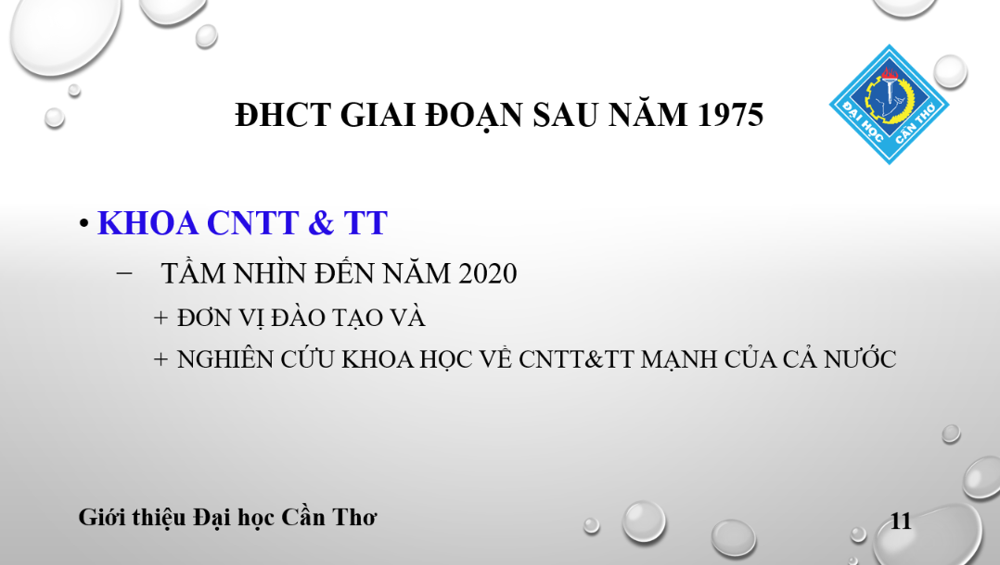 ĐHCT GIAI ĐOẠN SAU NĂM 1975
ĐẠI HỌC CẦN THƠ
• KHOA CNTT & TT
– TẦM NHÌN ĐẾN NĂM 2020
+ ĐƠN VỊ ĐÀO TẠO VÀ
+ NGHIÊN CỨU KHOA HỌC VỀ CNTT&TT MẠNH CỦA CẢ NƯỚC
Giới thiệu Đại học Cần Thơ
11